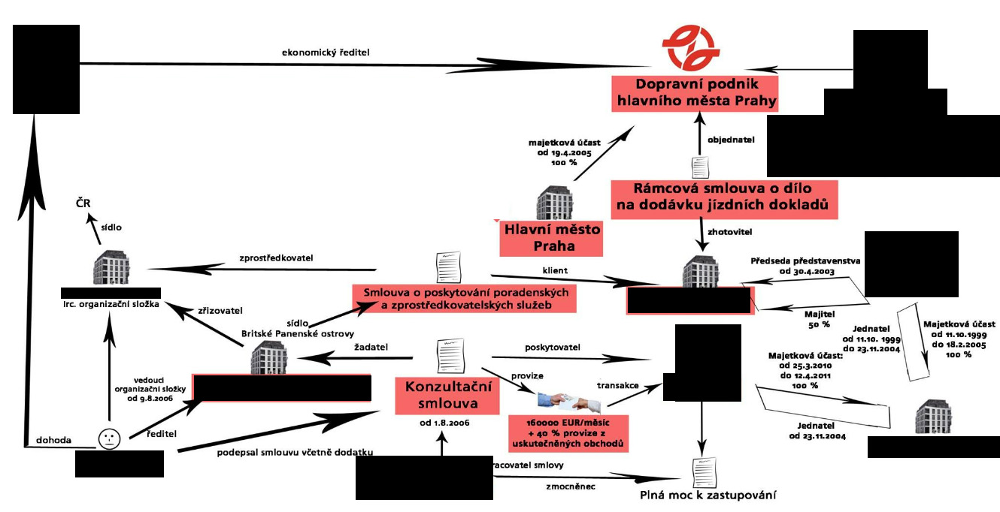 ekonomický ředitel
Dopravní podnik
hlavního města Prahy
majetková účast
od 19.4.2005
100 %
objednatel
Rámcová smlouva o dílo
na dodávku jízdních dokladů
Hlavní město
Praha
zhotovitel
ČR
sídlo
zprostředkovatel
klient
Předseda představenstva
od 30.4.2003
Smlouva o poskytování poradenských
a zprostředkovatelských služeb
Irc. organizační složka
zřizovatel
sídlo
Britské Panenské ostrovy
Majitel
50 %
Jednatel
od 11.10. 1999
do 23.11.2004
Majetková účast
od 11.10.1999
do 18.2.2005
100 %
žadatel
poskytovatel
Majetková účast:
od 25.3.2010
do 12.4.2011
100 %
provize
transakce
vedoucí
organizační složky
od 9.8.2006
Konzultační
smlouva
od 1.8.2006
160000 EUR/měsíc
+ 40 % provize z
uskutečněných obchodů
Jednatel
od 23.11.2004
dohoda
ředitel
podepsal smlouvu včetně dodatku
racovatel smlovy
zmocněnec
Plná moc k zastupování